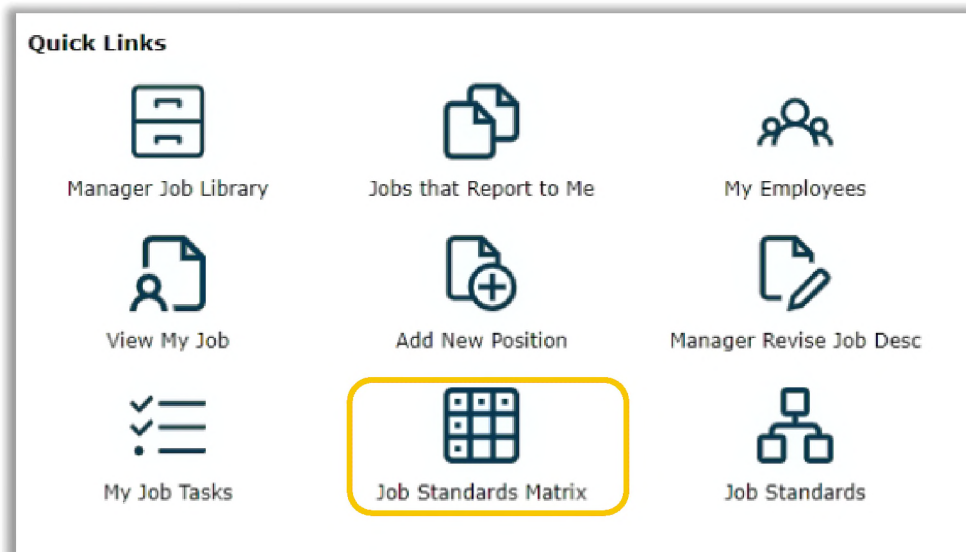 Quick Links
Manager Job Library
Jobs that Report to Me
My Employees
View My Job
Add New Position
Manager Revise Job Desc
My Job Tasks
Job Standards Matrix
Job Standards